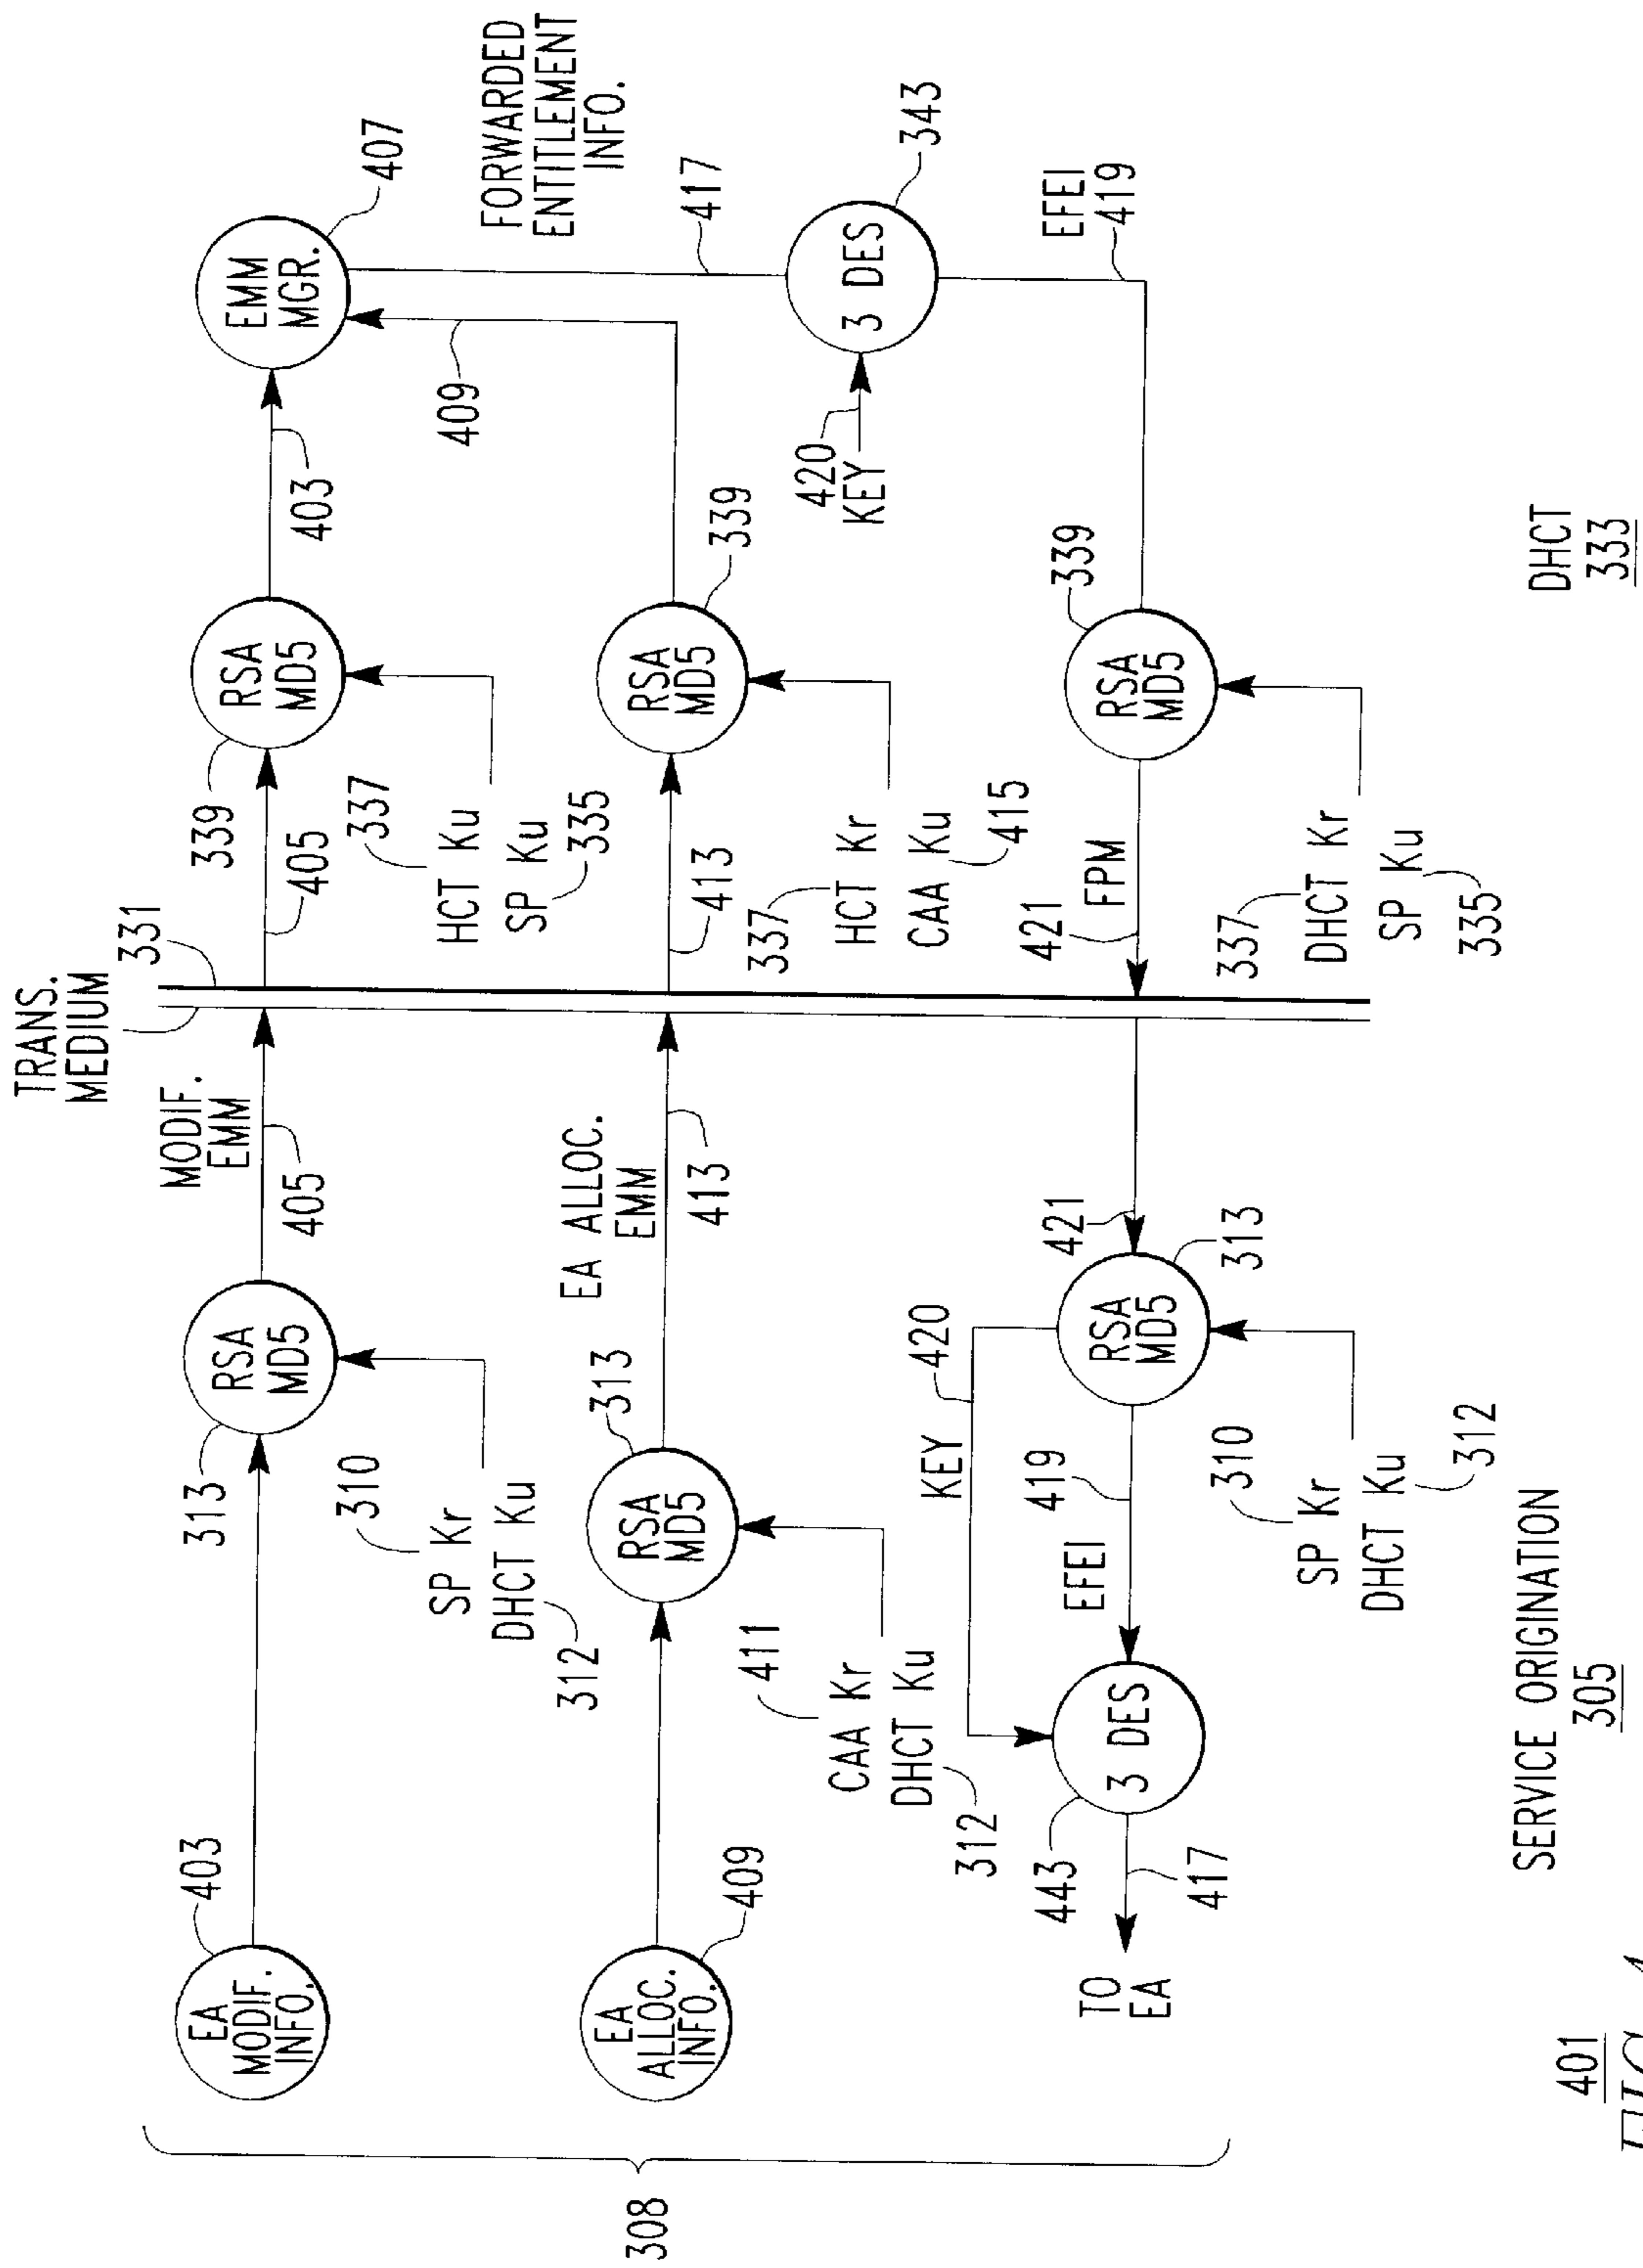 TRANS.
MEDIUM
331
308
EA
MODIF.
INFO.
403
313
RSA
MD5
310
SP Kr
DHCT Ku
312
MODIF.
EMM
405
405
339
RSA
MD5
337
HCT Ku
SP Ku
335
403
EMM
MGR.
407
409
FORWARDED
ENTITLEMENT
INFO.
417
EA
ALLOC.
INFO.
409
RSA
MD5
313
411
CAA Kr
DHCT Ku
312
EA ALLOC.
EMM
413
413
RSA
MD5
339
337
HCT Kr
CAA Ku
415
420
KEY
3 DES
343
EFEI
419
TO
EA
417
443
3 DES
KEY
420
EFEI
419
RSA
MD5
313
310
SP Kr
DHCT Ku
312
421
421
FPM
RSA
MD5
339
337
DHCT Kr
SP Ku
335
SERVICE ORIGINATION
305
DHCT
333
401